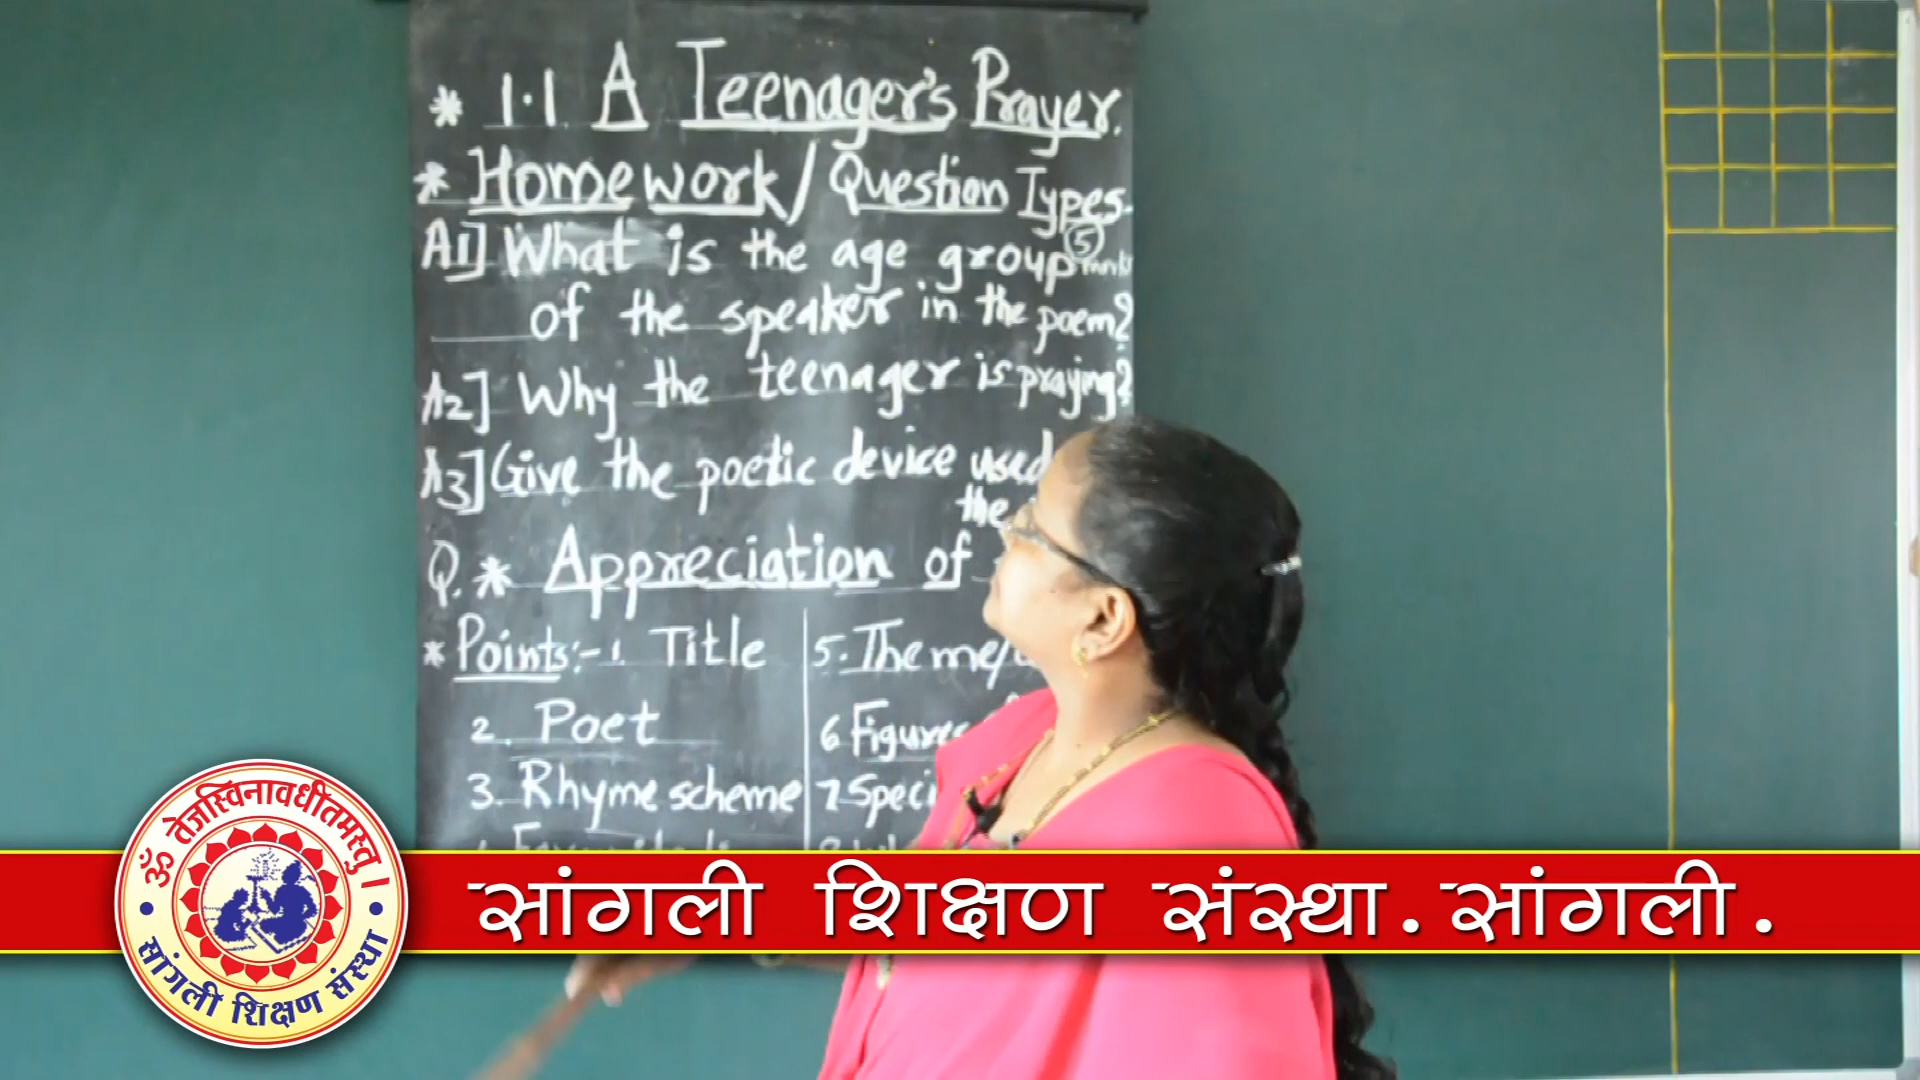 * 1.1 A Teenager's Prayer.
* Homework / Question Types.
A1] What is the age group 5 marks
of the speaker in the poem?
A2] Why the teenager is praying?
A3] Give the poetic device used
the
Q. * Appreciation of
* Points:- 1. Title
2. Poet
3. Rhyme scheme
5. Theme/
6 Figures
7 Speci
सांगली शिक्षण संस्था. सांगली.
ॐ तेजस्विनावधीतमस्तु ।
सांगली शिक्षण संस्था